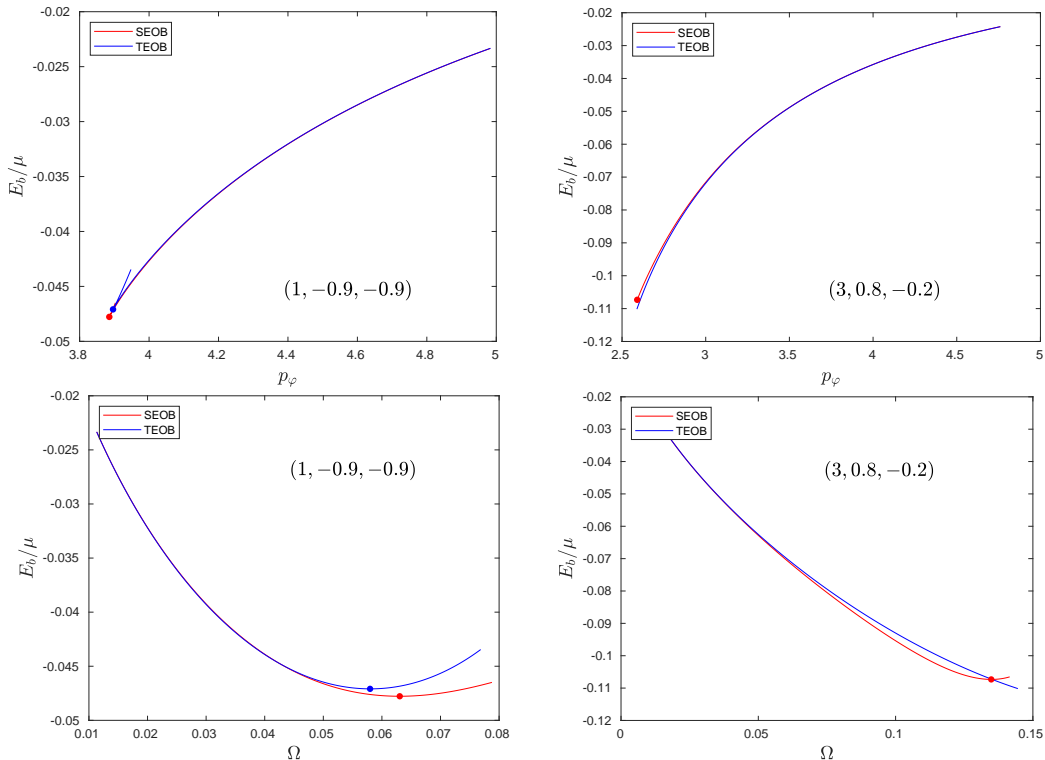 -0.02
-0.025
-0.03
-0.035
-0.04
-0.045
-0.05
E_b/μ
SEOB
TEOB
(1, −0.9, −0.9)
3.8 4 4.2 4.4 4.6 4.8 5
p_φ
-0.02
-0.03
-0.04
-0.05
-0.06
-0.07
-0.08
-0.09
-0.1
-0.11
-0.12
E_b/μ
SEOB
TEOB
(3, 0.8, −0.2)
2.5 3 3.5 4 4.5 5
p_φ
-0.02
-0.025
-0.03
-0.035
-0.04
-0.045
-0.05
E_b/μ
SEOB
TEOB
(1, −0.9, −0.9)
0.01 0.02 0.03 0.04 0.05 0.06 0.07 0.08
Ω
-0.02
-0.03
-0.04
-0.05
-0.06
-0.07
-0.08
-0.09
-0.1
-0.11
-0.12
E_b/μ
SEOB
TEOB
(3, 0.8, −0.2)
0 0.05 0.1 0.15
Ω